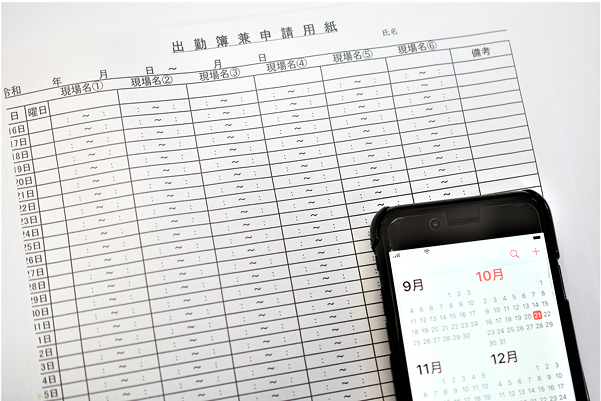 出勤簿兼申請用紙 氏名
令和 年 月 日 ～ 月 日
日 曜日 現場名① 現場名② 現場名③ 現場名④ 現場名⑤ 現場名⑥ 備考
16日 : ～ : : ～ : : ～ : : ～ : : ～ : : ～ :
17日 : ～ : : ～ : : ～ : : ～ : : ～ : : ～ :
18日 : ～ : : ～ : : ～ : : ～ : : ～ : : ～ :
19日 : ～ : : ～ : : ～ : : ～ : : ～ : : ～ :
20日 : ～ : : ～ : : ～ : : ～ : : ～ : : ～ :
21日 : ～ : : ～ : : ～ : : ～ : : ～ : : ～ :
22日 : ～ : : ～ : : ～ : : ～ : : ～ : : ～ :
23日 : ～ : : ～ : : ～ : : ～ : : ～ :
24日 : ～ : : ～ : : ～ : : ～ : : ～ :
25日 : ～ : : ～ : : ～ : : ～ : : ～ :
26日 : ～ : : ～ : : ～ : : ～ : : ～ :
27日 : ～ : : ～ : : ～ : : ～ :
28日 : ～ : : ～ : : ～ : : ～ :
29日 : ～ : : ～ : : ～ : : ～ :
30日 : ～ : : ～ : : ～ : : ～ :
31日 : ～ : : ～ : : ～ : : ～ :
1日 : ～ : : ～ : : ～ : : ～ :
2日 : ～ : : ～ : : ～ : : ～ :
3日 : ～ : : ～ : : ～ : : ～ :
4日 : ～ : : ～ : : ～ : : ～ :
5日 : ～ : : ～ : : ～ : : ～ :
9月 10月
1 2 3 1
4 5 6 7 8 9 10 2 3 4 5 6 7 8
11 12 13 14 15 16 17 9 10 11 12 13 14 15
18 19 20 21 22 23 24 16 17 18 19 20 21 22
25 26 27 28 29 30 23 24 25 26 27 28 29
30 31
11月 12月
1 2 3 4 5 1 2 3